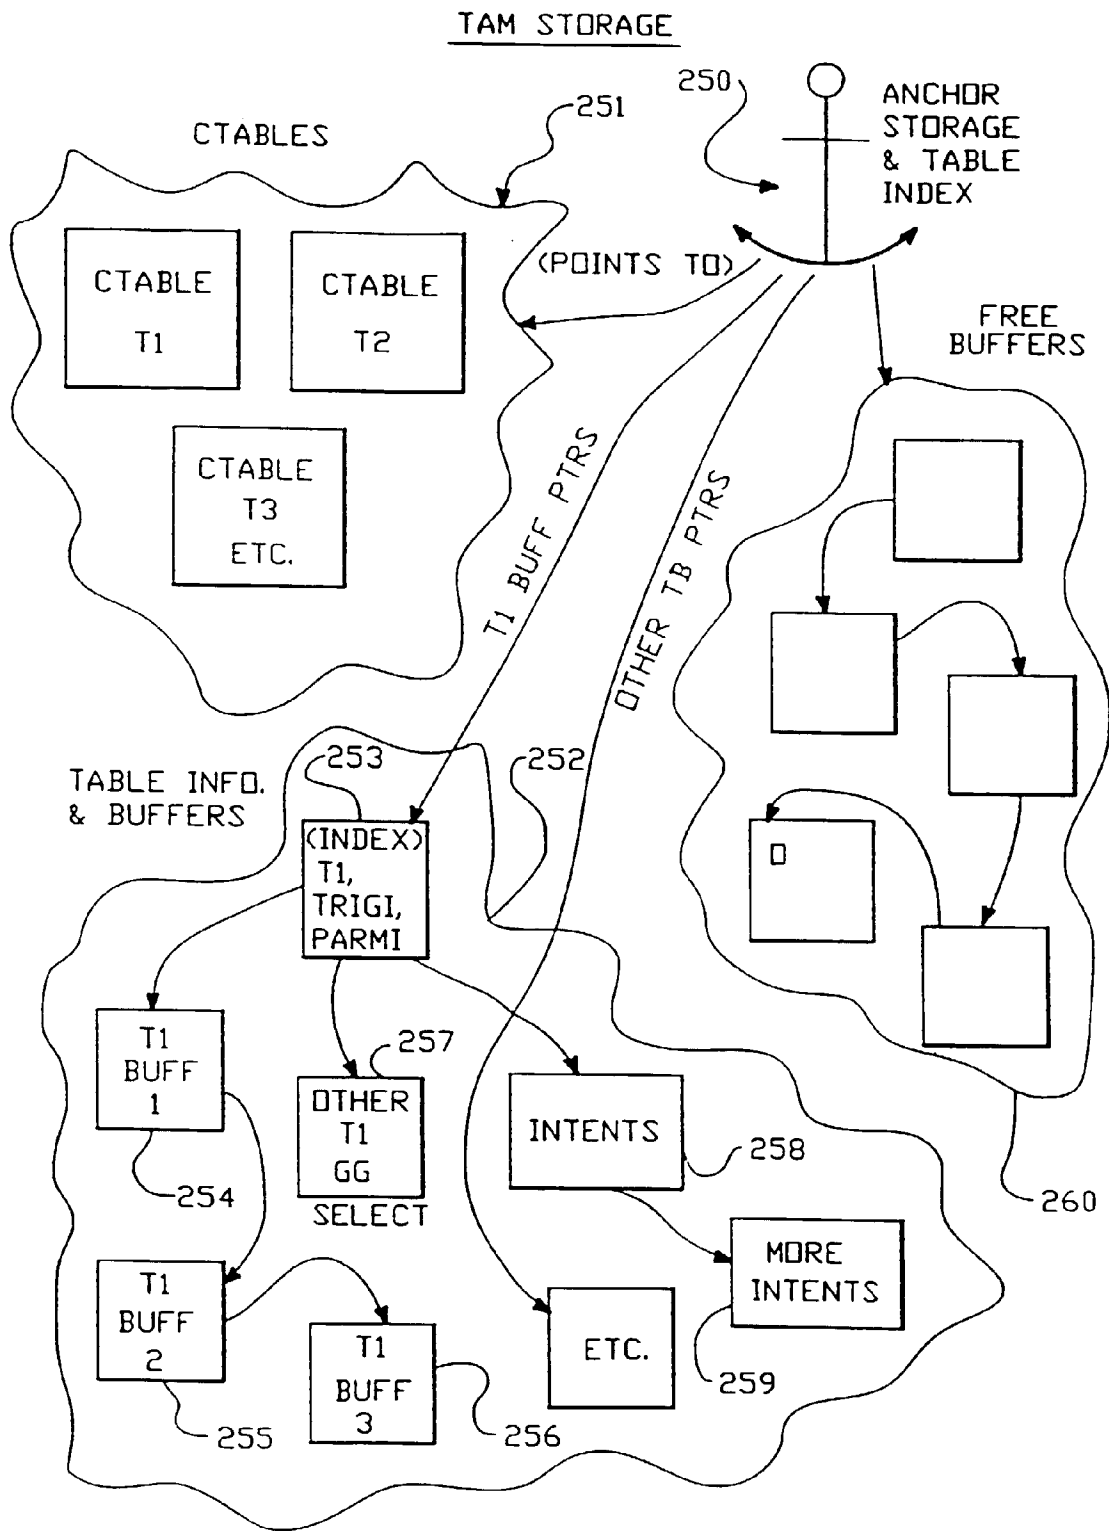 TAM STORAGE
250
ANCHOR
STORAGE
& TABLE
INDEX
251
CTABLES
CTABLE
T1
CTABLE
T2
CTABLE
T3
ETC.
(POINTS TO)
FREE
BUFFERS
T1 BUFF PTRS
OTHER TB PTRS
TABLE INFO.
& BUFFERS
253
252
(INDEX)
T1,
TRIGI,
PARMI
0
T1
BUFF
1
254
257
OTHER
T1
GG
SELECT
INTENTS
258
260
MORE
INTENTS
259
T1
BUFF
2
255
T1
BUFF
3
256
ETC.